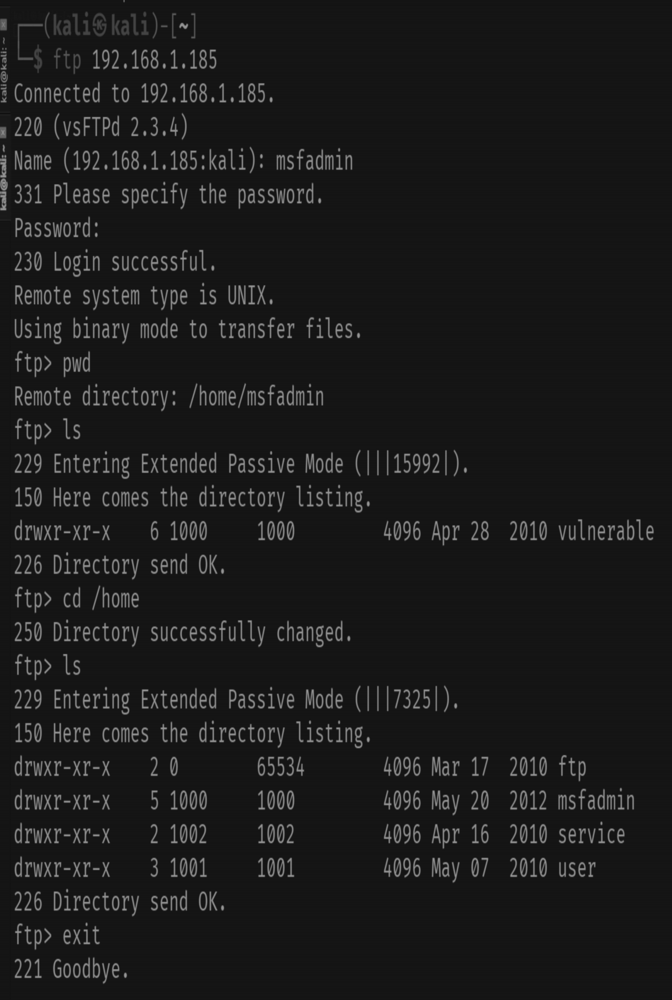 ┌──(kali㉿kali)-[~]
└─$ ftp 192.168.1.185
Connected to 192.168.1.185.
220 (vsFTPd 2.3.4)
Name (192.168.1.185:kali): msfadmin
331 Please specify the password.
Password:
230 Login successful.
Remote system type is UNIX.
Using binary mode to transfer files.
ftp> pwd
Remote directory: /home/msfadmin
ftp> ls
229 Entering Extended Passive Mode (|||15992|).
150 Here comes the directory listing.
drwxr-xr-x    6 1000     1000         4096 Apr 28  2010 vulnerable
226 Directory send OK.
ftp> cd /home
250 Directory successfully changed.
ftp> ls
229 Entering Extended Passive Mode (|||7325|).
150 Here comes the directory listing.
drwxr-xr-x    2 0        65534        4096 Mar 17  2010 ftp
drwxr-xr-x    5 1000     1000         4096 May 20  2012 msfadmin
drwxr-xr-x    2 1002     1002         4096 Apr 16  2010 service
drwxr-xr-x    3 1001     1001         4096 May 07  2010 user
226 Directory send OK.
ftp> exit
221 Goodbye.
kali@kali: ~
kali@kali: ~